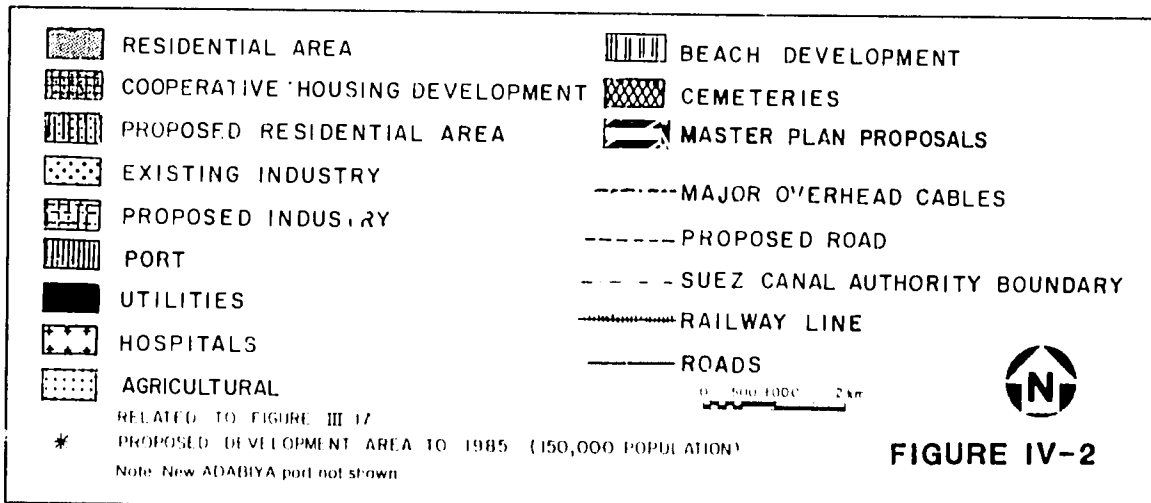 RESIDENTIAL AREA
COOPERATIVE HOUSING DEVELOPMENT
PROPOSED RESIDENTIAL AREA
EXISTING INDUSTRY
PROPOSED INDUSTRY
PORT
UTILITIES
HOSPITALS
AGRICULTURAL
RELATED TO FIGURE III 17
* PROPOSED DEVELOPMENT AREA TO 1985 (150,000 POPULATION)
Note New ADABIYA port not shown
BEACH DEVELOPMENT
CEMETERIES
MASTER PLAN PROPOSALS
MAJOR OVERHEAD CABLES
PROPOSED ROAD
SUEZ CANAL AUTHORITY BOUNDARY
RAILWAY LINE
ROADS
0 500 1000 2 km
N
FIGURE IV-2